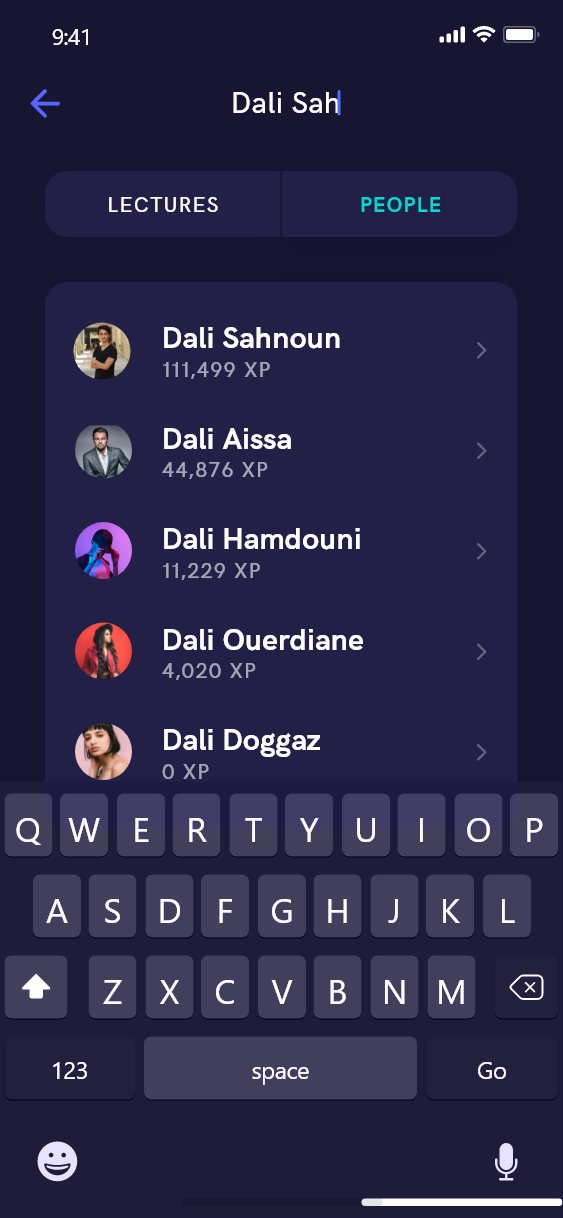 9:41
Dali Sah
LECTURES PEOPLE
Dali Sahnoun
111,499 XP
Dali Aissa
44,876 XP
Dali Hamdouni
11,229 XP
Dali Ouerdiane
4,020 XP
Dali Doggaz
0 XP
Q W E R T Y U I O P
A S D F G H J K L
Z X C V B N M
123 space Go